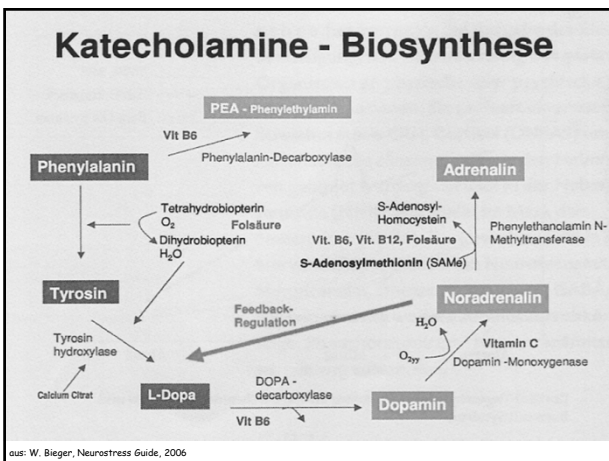 Katecholamine - Biosynthese
PEA - Phenylethylamin
Vit B6
Phenylalanin-Decarboxylase
Phenylalanin
Adrenalin
Tetrahydrobiopterin
O2
Folsäure
Dihydrobiopterin
H2O
S-Adenosyl-
Homocystein
Phenylethanolamin N-
Methyltransferase
Vit. B6, Vit. B12, Folsäure
S-Adenosylmethionin (SAMe)
Tyrosin
Noradrenalin
Feedback-
Regulation
H2O
Tyrosin
hydroxylase
O2yy
Vitamin C
Dopamin -Monoxygenase
Calcium Citrat
L-Dopa
DOPA -
decarboxylase
Vit B6
Dopamin
aus: W. Bieger, Neurostress Guide, 2006